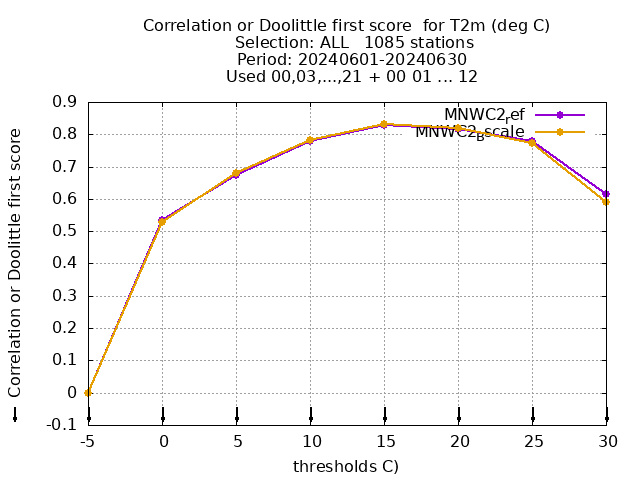 Correlation or Doolittle first score  for T2m (deg C)
Selection: ALL   1085 stations
Period: 20240601-20240630
Used 00,03,...,21 + 00 01 ... 12
Correlation or Doolittle first score
0.9
0.8
0.7
0.6
0.5
0.4
0.3
0.2
0.1
0
-0.1
MNWC2ref
MNWC2Bscale
-5
0
5
10
15
20
25
30
thresholds C)